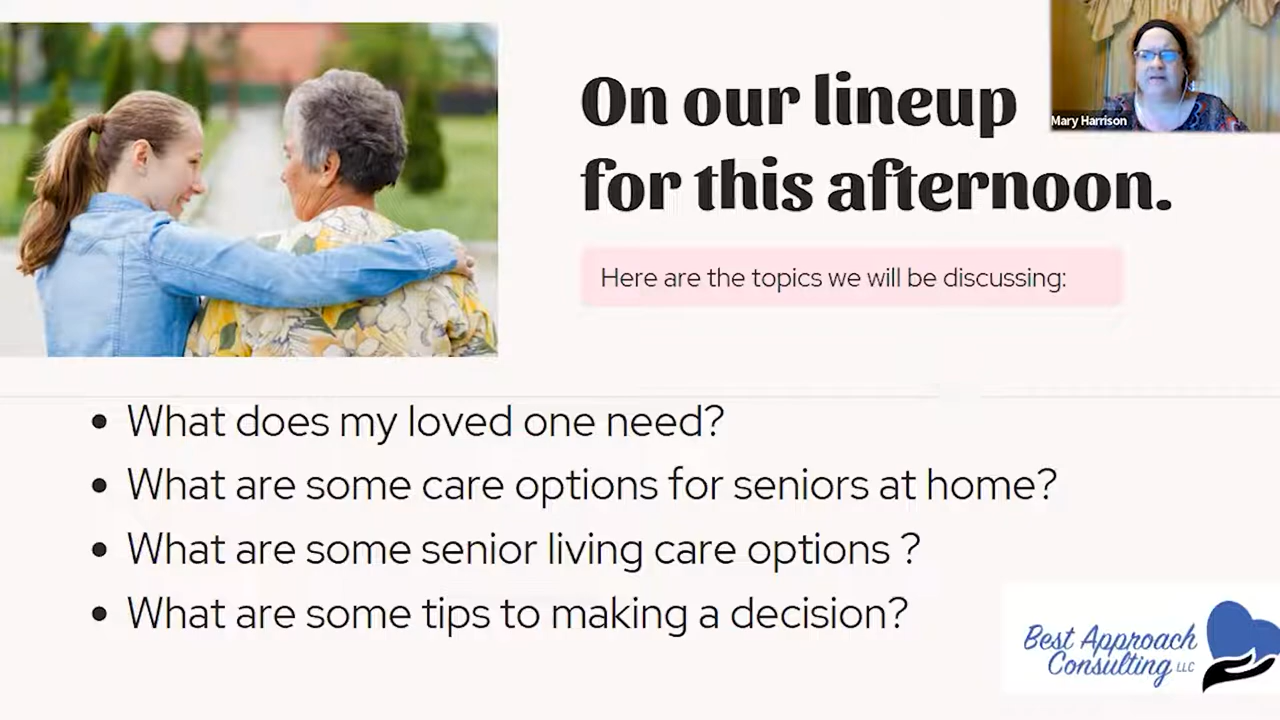 On our lineup
for this afternoon.
Mary Harrison
Here are the topics we will be discussing:
• What does my loved one need?
• What are some care options for seniors at home?
• What are some senior living care options ?
• What are some tips to making a decision?
Best Approach
Consulting LLC